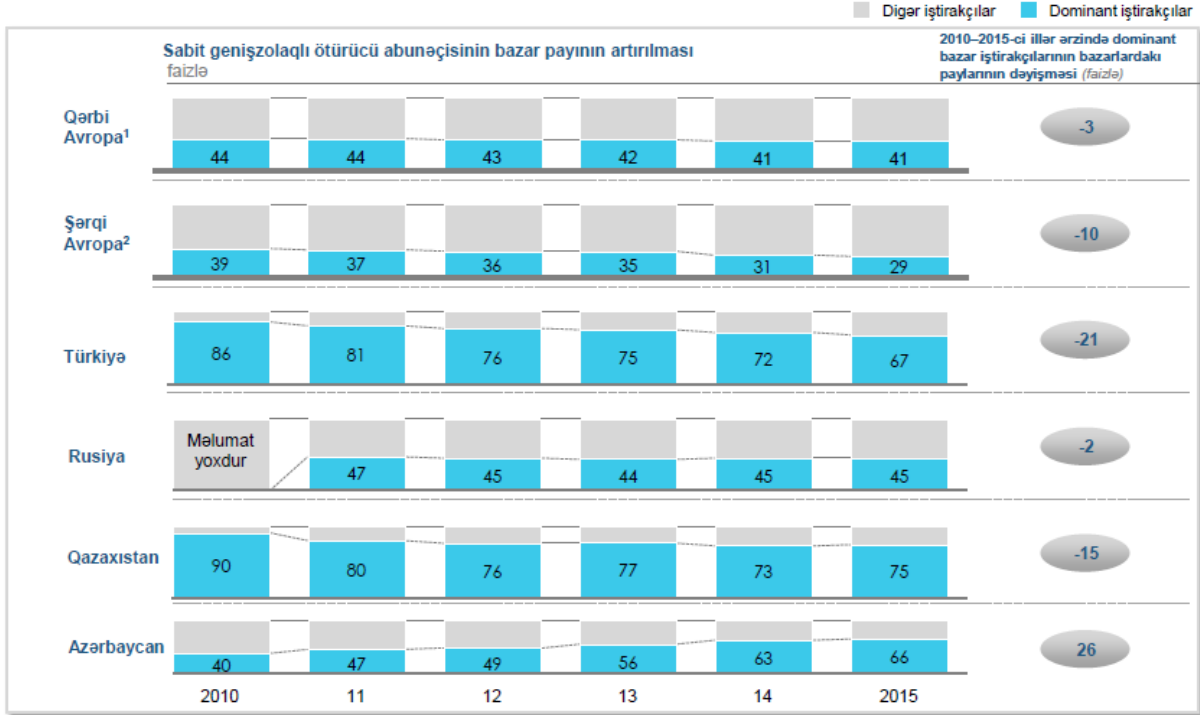 Digər iştirakçılar Dominant iştirakçılar
Sabit genişzolaqlı ötürücü abunəçisinin bazar payının artırılması
faizlə
2010–2015-ci illər ərzində dominant
bazar iştirakçılarının bazarlardakı
paylarının dəyişməsi (faizlə)
Qərbi
Avropa¹
44 44 43 42 41 41
-3
Şərqi
Avropa²
39 37 36 35 31 29
-10
Türkiyə
86 81 76 75 72 67
-21
Rusiya
Məlumat
yoxdur
47 45 44 45 45
-2
Qazaxıstan
90 80 76 77 73 75
-15
Azərbaycan
40 47 49 56 63 66
26
2010 11 12 13 14 2015